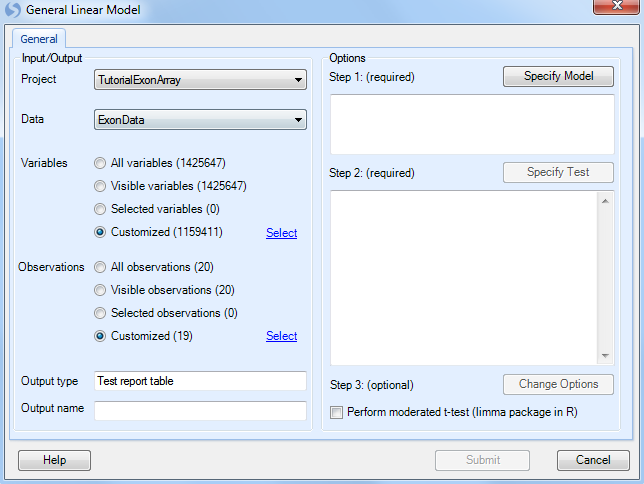 General Linear Model
General
Input/Output
Project
TutorialExonArray
Data
ExonData
Variables
All variables (1425647)
Visible variables (1425647)
Selected variables (0)
Customized (1159411)
Select
Observations
All observations (20)
Visible observations (20)
Selected observations (0)
Customized (19)
Select
Output type
Test report table
Output name
Options
Step 1: (required)
Specify Model
Step 2: (required)
Specify Test
Step 3: (optional)
Change Options
Perform moderated t-test (limma package in R)
Help
Submit
Cancel